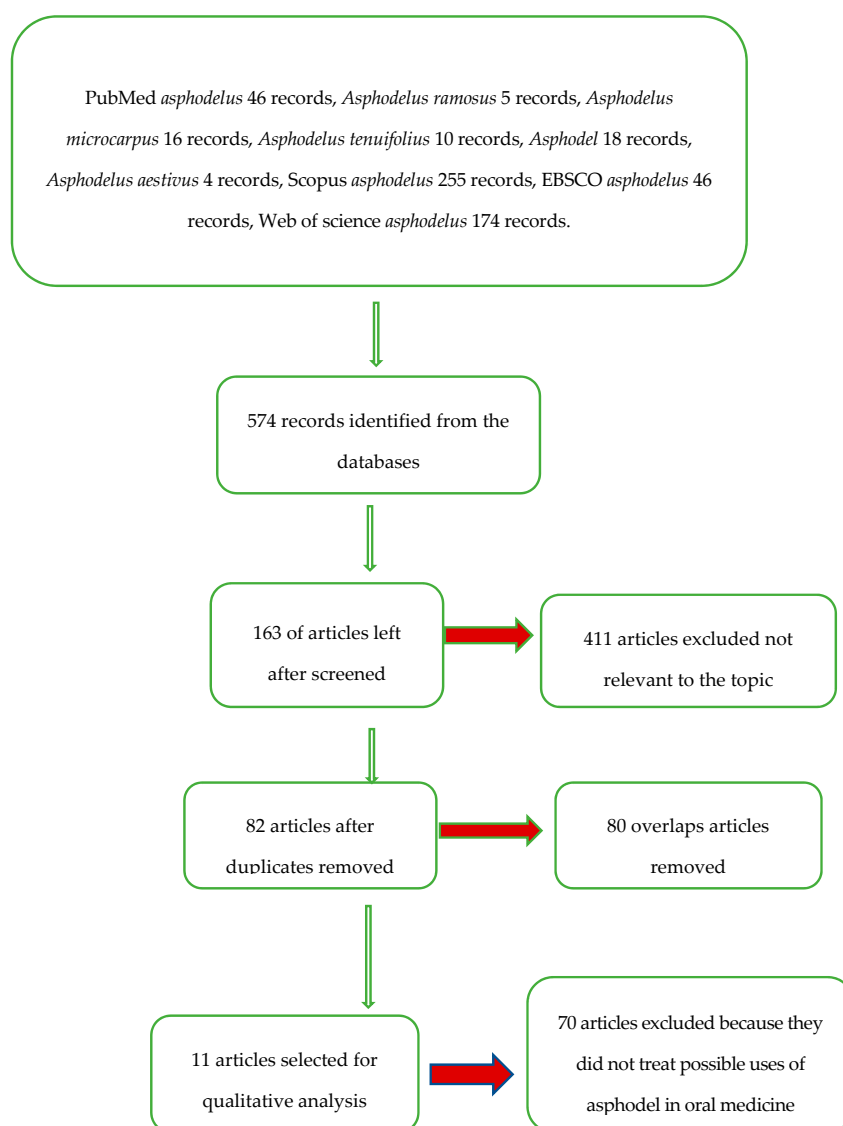 PubMed asphodelus 46 records, Asphodelus ramosus 5 records, Asphodelus
microcarpus 16 records, Asphodelus tenuifolius 10 records, Asphodel 18 records,
Asphodelus aestivus 4 records, Scopus asphodelus 255 records, EBSCO asphodelus 46
records, Web of science asphodelus 174 records.
574 records identified from the
databases
163 of articles left
after screened
411 articles excluded not
relevant to the topic
82 articles after
duplicates removed
80 overlaps articles
removed
11 articles selected for
qualitative analysis
70 articles excluded because they
did not treat possible uses of
asphodel in oral medicine